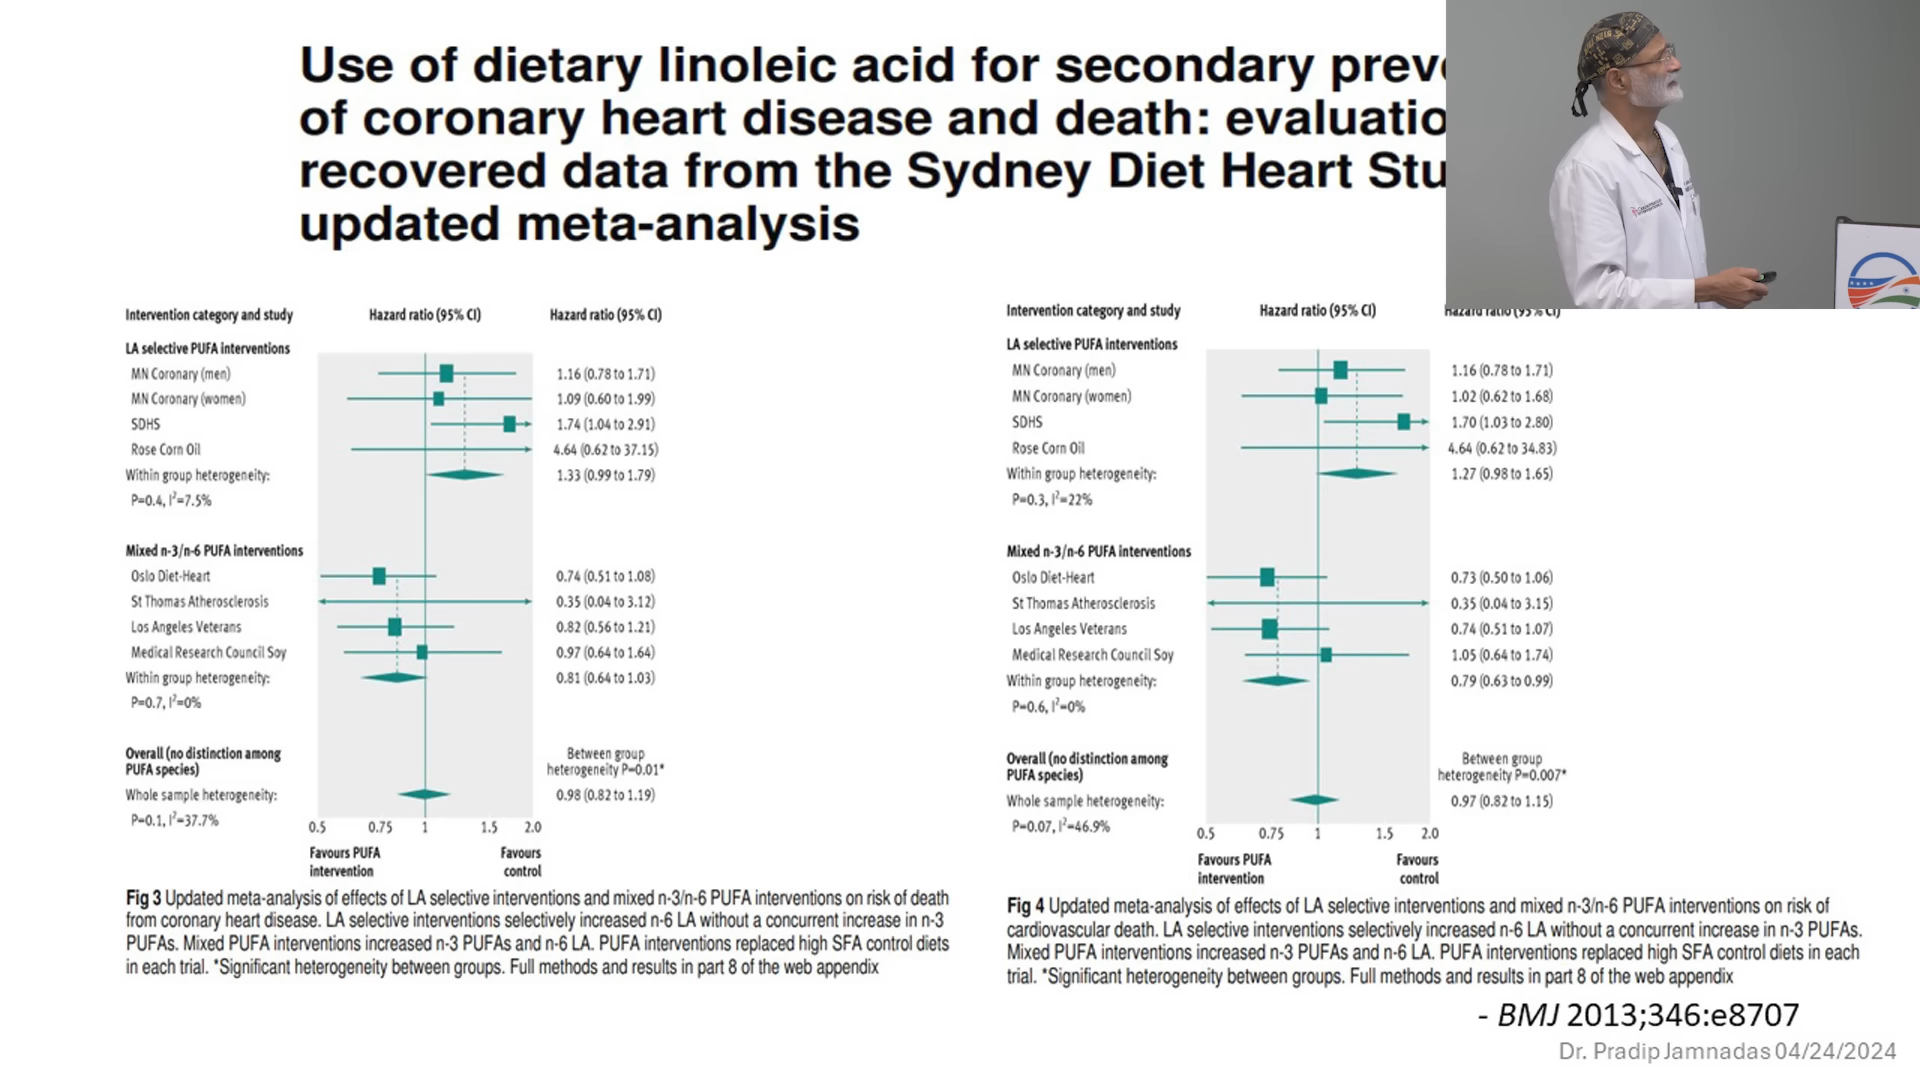 Use of dietary linoleic acid for secondary
of coronary heart disease and death:
recovered data from the Sydney Diet Heart
updated meta-analysis
Intervention category and study Hazard ratio (95% CI) Hazard ratio (95% CI)
LA selective PUFA interventions
MN Coronary (men) 1.16 (0.78 to 1.71)
MN Coronary (women) 1.09 (0.60 to 1.99)
SDHS 1.74 (1.04 to 2.91)
Rose Corn Oil 4.64 (0.62 to 37.15)
Within group heterogeneity: 1.33 (0.99 to 1.79)
P=0.4, I²=7.5%
Mixed n-3/n-6 PUFA interventions
Oslo Diet-Heart 0.74 (0.51 to 1.08)
St Thomas Atherosclerosis 0.35 (0.04 to 3.12)
Los Angeles Veterans 0.82 (0.56 to 1.21)
Medical Research Council Soy 0.97 (0.64 to 1.64)
Within group heterogeneity: 0.81 (0.64 to 1.03)
P=0.7, I²=0%
Overall (no distinction among Between group
PUFA species) heterogeneity P=0.01*
Whole sample heterogeneity: 0.98 (0.82 to 1.19)
P=0.1, I²=37.7%
0.5 0.75 1 1.5 2.0
Favours PUFA Favours
intervention control
Fig 3 Updated meta-analysis of effects of LA selective interventions and mixed n-3/n-6 PUFA interventions on risk of death
from coronary heart disease. LA selective interventions selectively increased n-6 LA without a concurrent increase in n-3
PUFAs. Mixed PUFA interventions increased n-3 PUFAs and n-6 LA. PUFA interventions replaced high SFA control diets
in each trial. *Significant heterogeneity between groups. Full methods and results in part 8 of the web appendix
Intervention category and study Hazard ratio (95% CI) Hazard ratio (95% CI)
LA selective PUFA interventions
MN Coronary (men) 1.16 (0.78 to 1.71)
MN Coronary (women) 1.02 (0.62 to 1.68)
SDHS 1.70 (1.03 to 2.80)
Rose Corn Oil 4.64 (0.62 to 34.83)
Within group heterogeneity: 1.27 (0.98 to 1.65)
P=0.3, I²=22%
Mixed n-3/n-6 PUFA interventions
Oslo Diet-Heart 0.73 (0.50 to 1.06)
St Thomas Atherosclerosis 0.35 (0.04 to 3.15)
Los Angeles Veterans 0.74 (0.51 to 1.07)
Medical Research Council Soy 1.05 (0.64 to 1.74)
Within group heterogeneity: 0.79 (0.63 to 0.99)
P=0.6, I²=0%
Overall (no distinction among Between group
PUFA species) heterogeneity P=0.007*
Whole sample heterogeneity: 0.97 (0.82 to 1.15)
P=0.07, I²=46.9%
0.5 0.75 1 1.5 2.0
Favours PUFA Favours
intervention control
Fig 4 Updated meta-analysis of effects of LA selective interventions and mixed n-3/n-6 PUFA interventions on risk of
cardiovascular death. LA selective interventions selectively increased n-6 LA without a concurrent increase in n-3 PUFAs.
Mixed PUFA interventions increased n-3 PUFAs and n-6 LA. PUFA interventions replaced high SFA control diets in each
trial. *Significant heterogeneity between groups. Full methods and results in part 8 of the web appendix
- BMJ 2013;346:e8707
Dr. Pradip Jamnadas 04/24/2024